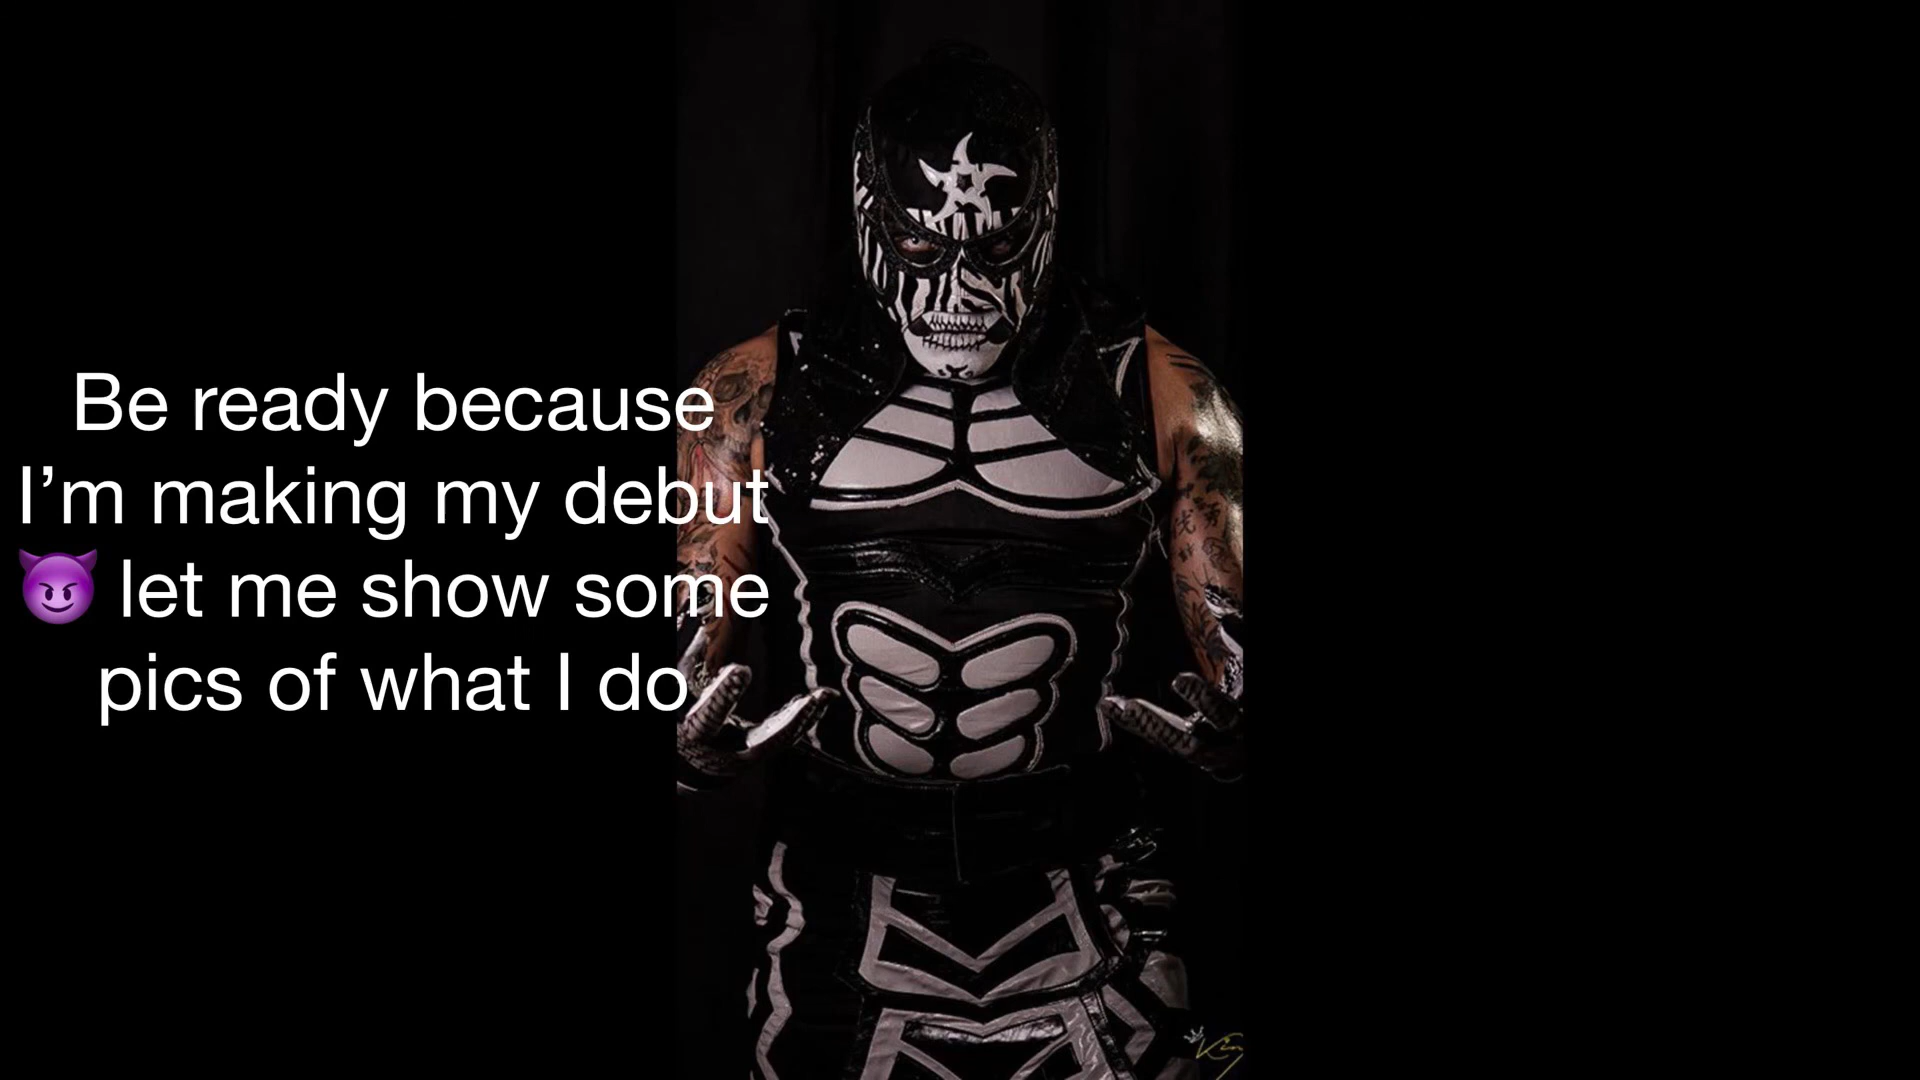 Be ready because
I’m making my debut
😈 let me show some
pics of what I do